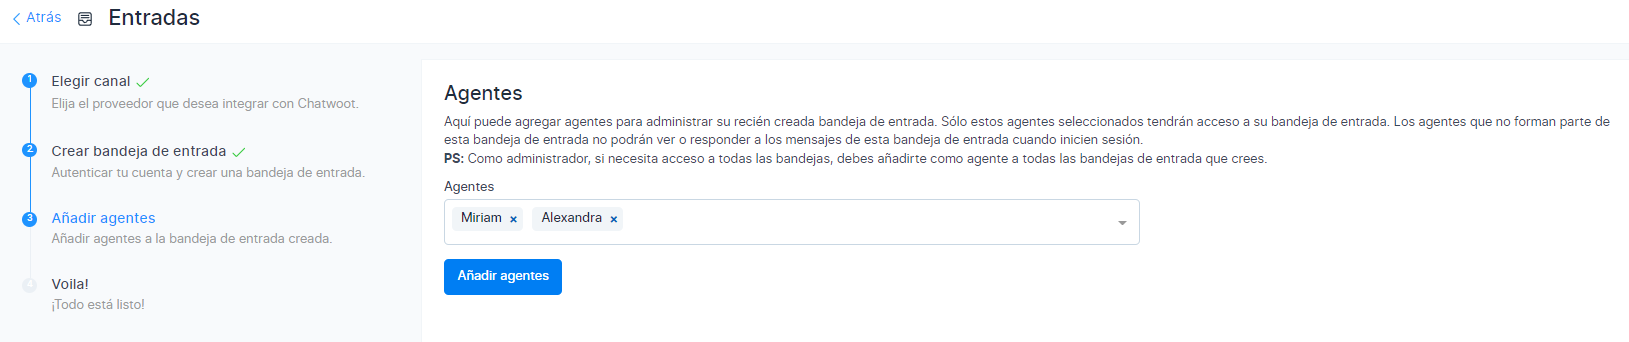 Atrás
Entradas
1
Elegir canal
Elija el proveedor que desea integrar con Chatwoot.
2
Crear bandeja de entrada
Autenticar tu cuenta y crear una bandeja de entrada.
3
Añadir agentes
Añadir agentes a la bandeja de entrada creada.
4
Voila!
¡Todo está listo!
Agentes
Aquí puede agregar agentes para administrar su recién creada bandeja de entrada. Sólo estos agentes seleccionados tendrán acceso a su bandeja de entrada. Los agentes que no forman parte de
esta bandeja de entrada no podrán ver o responder a los mensajes de esta bandeja de entrada cuando inicien sesión.
PS: Como administrador, si necesita acceso a todas las bandejas, debes añadirte como agente a todas las bandejas de entrada que crees.
Agentes
Miriam × Alexandra ×
Añadir agentes